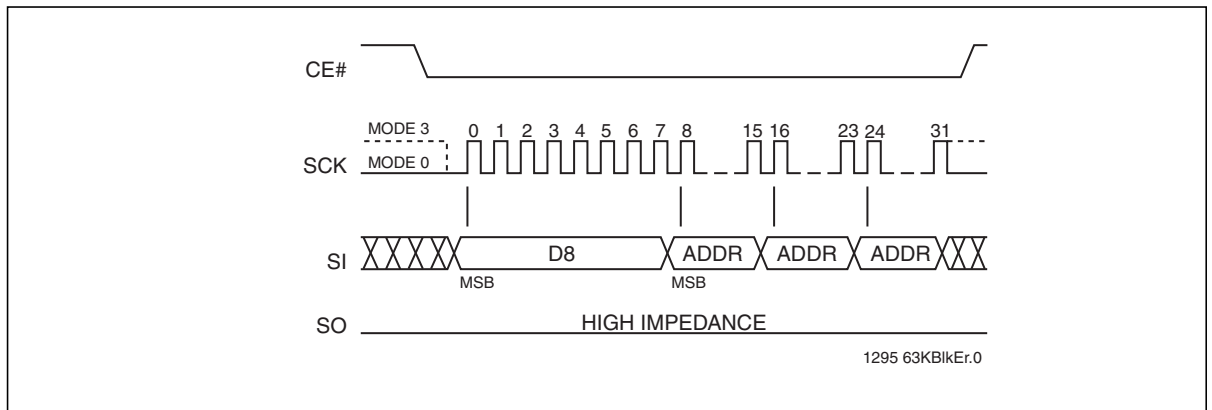 CE#
MODE 3
0 1 2 3 4 5 6 7 8 15 16 23 24 31
SCK
MODE 0
SI
D8
ADDR
ADDR
ADDR
MSB
MSB
SO
HIGH IMPEDANCE
1295 63KBlkEr.0